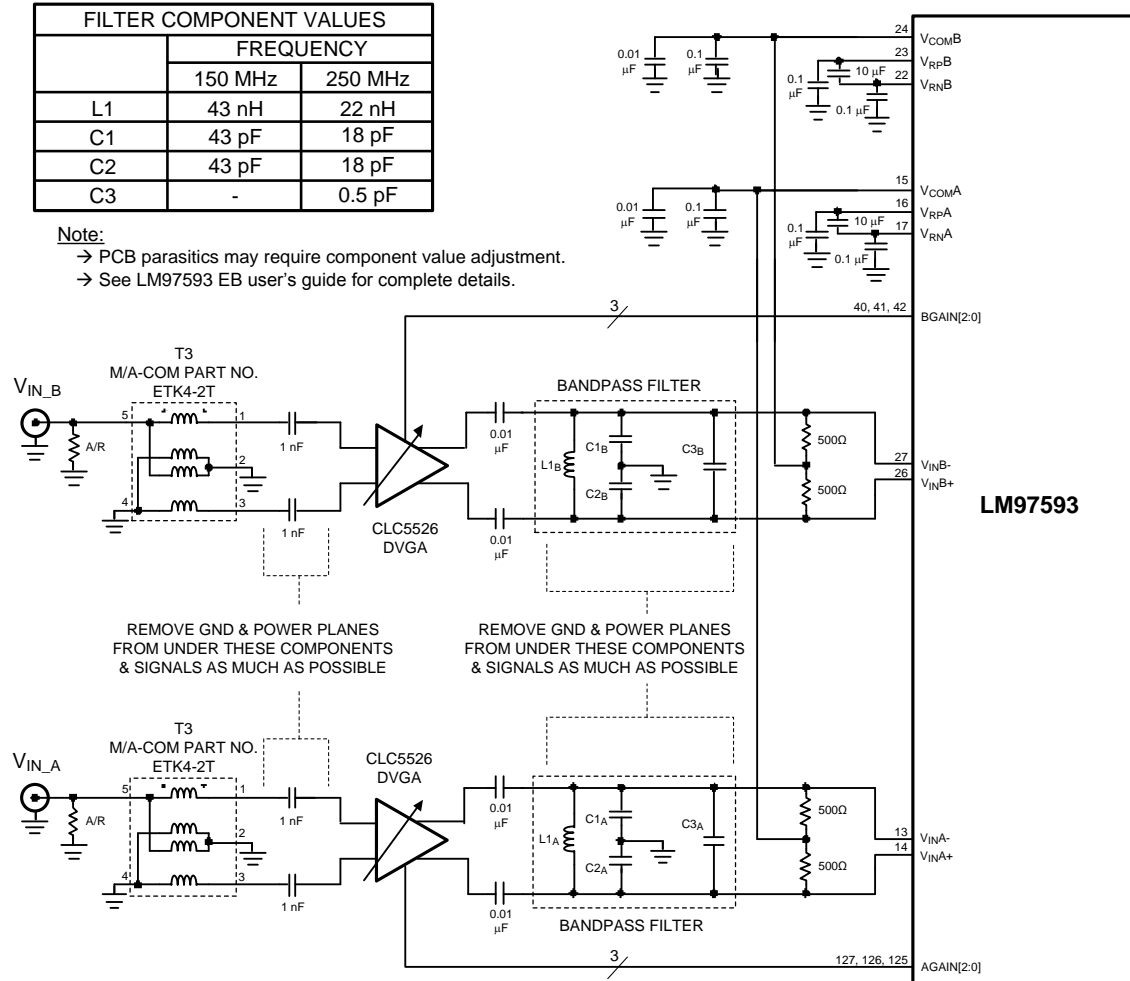 FILTER COMPONENT VALUES
FREQUENCY
150 MHz 250 MHz
L1 43 nH 22 nH
C1 43 pF 18 pF
C2 43 pF 18 pF
C3 - 0.5 pF
Note:
→ PCB parasitics may require component value adjustment.
→ See LM97593 EB user's guide for complete details.
0.01 µF
0.1 µF
24
VCOMB
23
VRPB
10 µF
22
VRNB
0.1 µF
0.1 µF
15
VCOMA
0.01 µF
0.1 µF
16
VRPA
10 µF
17
VRNA
0.1 µF
0.1 µF
3
40, 41, 42
BGAIN[2:0]
T3
M/A-COM PART NO.
ETK4-2T
VIN_B
A/R
5
1
2
4
3
1 nF
1 nF
CLC5526
DVGA
0.01
µF
0.01
µF
BANDPASS FILTER
L1B
C1B
C2B
C3B
500Ω
500Ω
27
VINB-
26
VINB+
LM97593
REMOVE GND & POWER PLANES
FROM UNDER THESE COMPONENTS
& SIGNALS AS MUCH AS POSSIBLE
REMOVE GND & POWER PLANES
FROM UNDER THESE COMPONENTS
& SIGNALS AS MUCH AS POSSIBLE
T3
M/A-COM PART NO.
ETK4-2T
VIN_A
A/R
5
1
2
4
3
1 nF
1 nF
CLC5526
DVGA
0.01
µF
0.01
µF
L1A
C1A
C2A
C3A
BANDPASS FILTER
500Ω
500Ω
13
VINA-
14
VINA+
3
127, 126, 125
AGAIN[2:0]